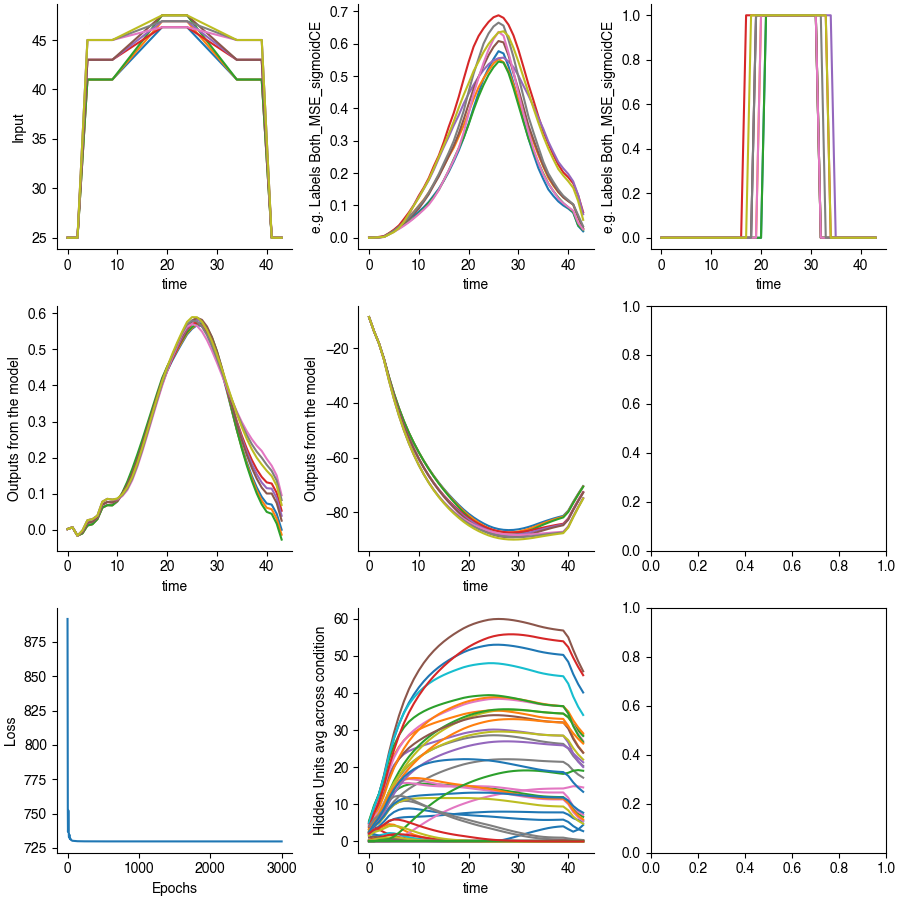 Input
45
40
35
30
25
0 10 20 30 40
time
e.g. Labels Both_MSE_sigmoidCE
0.7
0.6
0.5
0.4
0.3
0.2
0.1
0.0
0 10 20 30 40
time
e.g. Labels Both_MSE_sigmoidCE
1.0
0.8
0.6
0.4
0.2
0.0
0 10 20 30 40
time
Outputs from the model
0.6
0.5
0.4
0.3
0.2
0.1
0.0
0 10 20 30 40
time
Outputs from the model
−20
−40
−60
−80
0 10 20 30 40
time
1.0
0.8
0.6
0.4
0.2
0.0
0.0 0.2 0.4 0.6 0.8 1.0
Loss
875
850
825
800
775
750
725
0 1000 2000 3000
Epochs
Hidden Units avg across condition
60
50
40
30
20
10
0
0 10 20 30 40
time
1.0
0.8
0.6
0.4
0.2
0.0
0.0 0.2 0.4 0.6 0.8 1.0